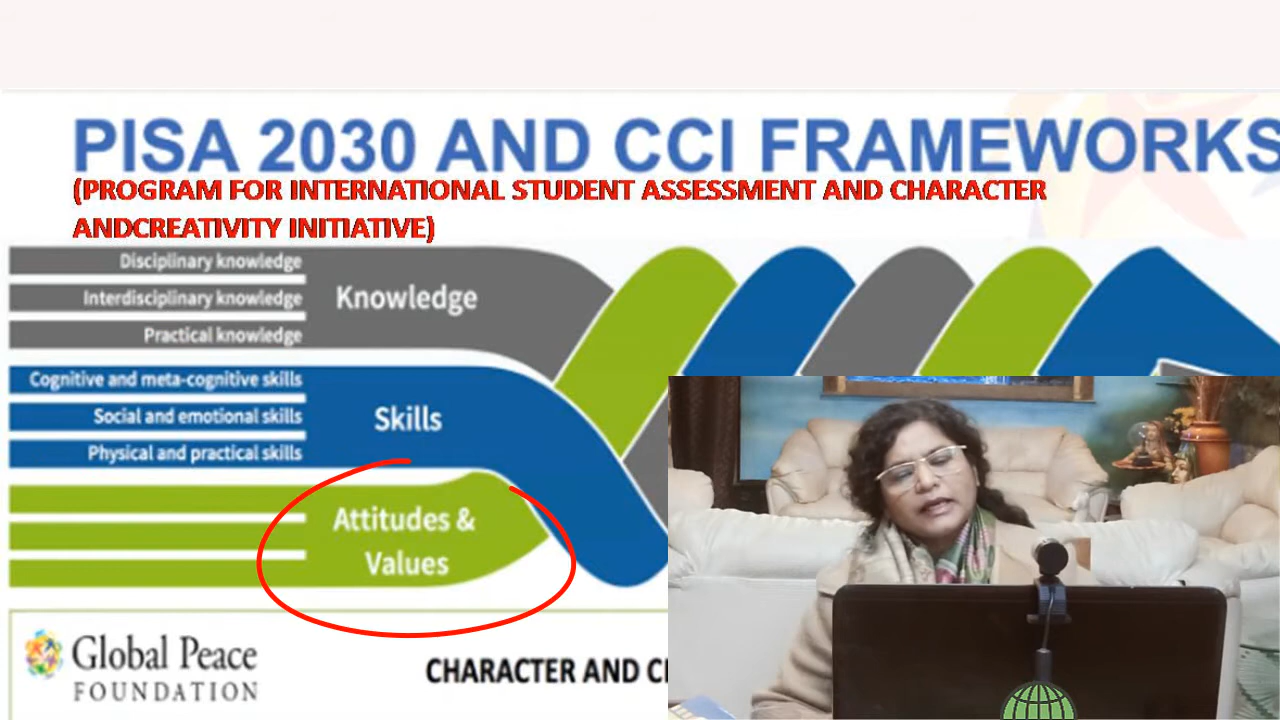 PISA 2030 AND CCI FRAMEWORKS
(PROGRAM FOR INTERNATIONAL STUDENT ASSESSMENT AND CHARACTER
ANDCREATIVITY INITIATIVE)
Disciplinary knowledge
Interdisciplinary knowledge
Practical knowledge
Knowledge
Cognitive and meta-cognitive skills
Social and emotional skills
Physical and practical skills
Skills
Attitudes &
Values
Global Peace
FOUNDATION
CHARACTER AND